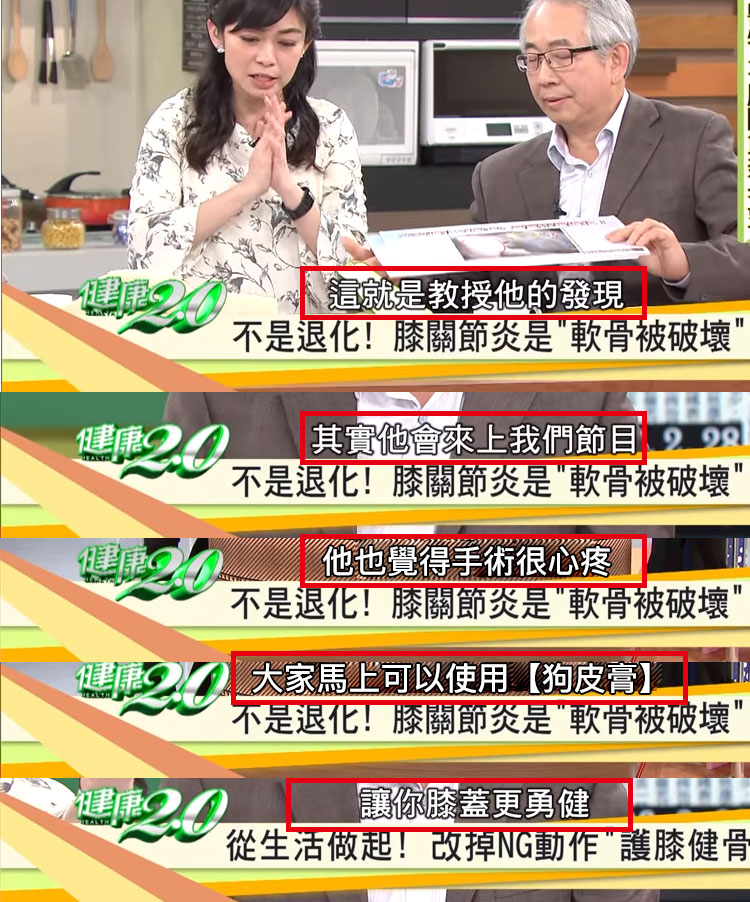 健康2.0
這就是教授他的發現
不是退化! 膝關節炎是"軟骨被破壞"
健康2.0
HEALTH
其實他會來上我們節目
2 28
不是退化! 膝關節炎是"軟骨被破壞"
健康2.0
他也覺得手術很心疼
不是退化! 膝關節炎是"軟骨被破壞"
健康2.0
HEALTH
大家馬上可以使用【狗皮膏】
不是退化! 膝關節炎是"軟骨被破壞"
健康2.0
HEALTH
讓你膝蓋更勇健
從生活做起! 改掉NG動作"護膝健骨